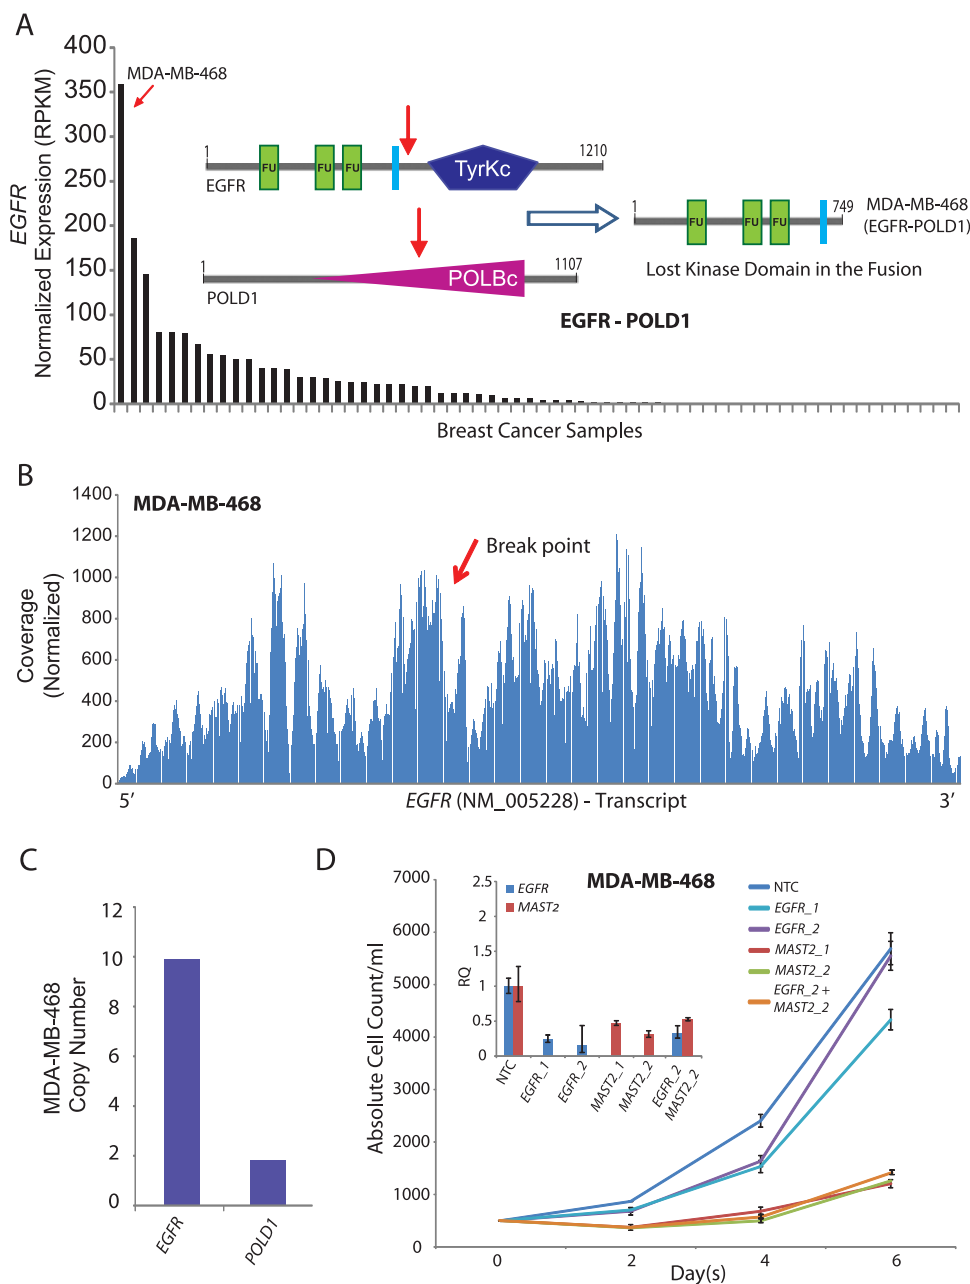 A
EGFR
Normalized Expression (RPKM)
400
350
300
250
200
150
100
50
0
MDA-MB-468
1
1210
FU
FU
FU
TyrKc
EGFR
1
1107
POLBc
POLD1
1
749
FU
FU
FU
MDA-MB-468
(EGFR-POLD1)
Lost Kinase Domain in the Fusion
EGFR - POLD1
Breast Cancer Samples
B
MDA-MB-468
Coverage
(Normalized)
1400
1200
1000
800
600
400
200
0
Break point
5′
EGFR (NM_005228) - Transcript
3′
C
MDA-MB-468
Copy Number
12
10
8
6
4
2
0
EGFR
POLD1
D
Absolute Cell Count/ml
7000
6000
5000
4000
3000
2000
1000
0
0
2
4
6
Day(s)
MDA-MB-468
RQ
2.5
2
1.5
1
0.5
0
EGFR
MAST2
NTC
EGFR_1
EGFR_2
MAST2_1
MAST2_2
EGFR_2
MAST2_2
NTC
EGFR_1
EGFR_2
MAST2_1
MAST2_2
EGFR_2 +
MAST2_2